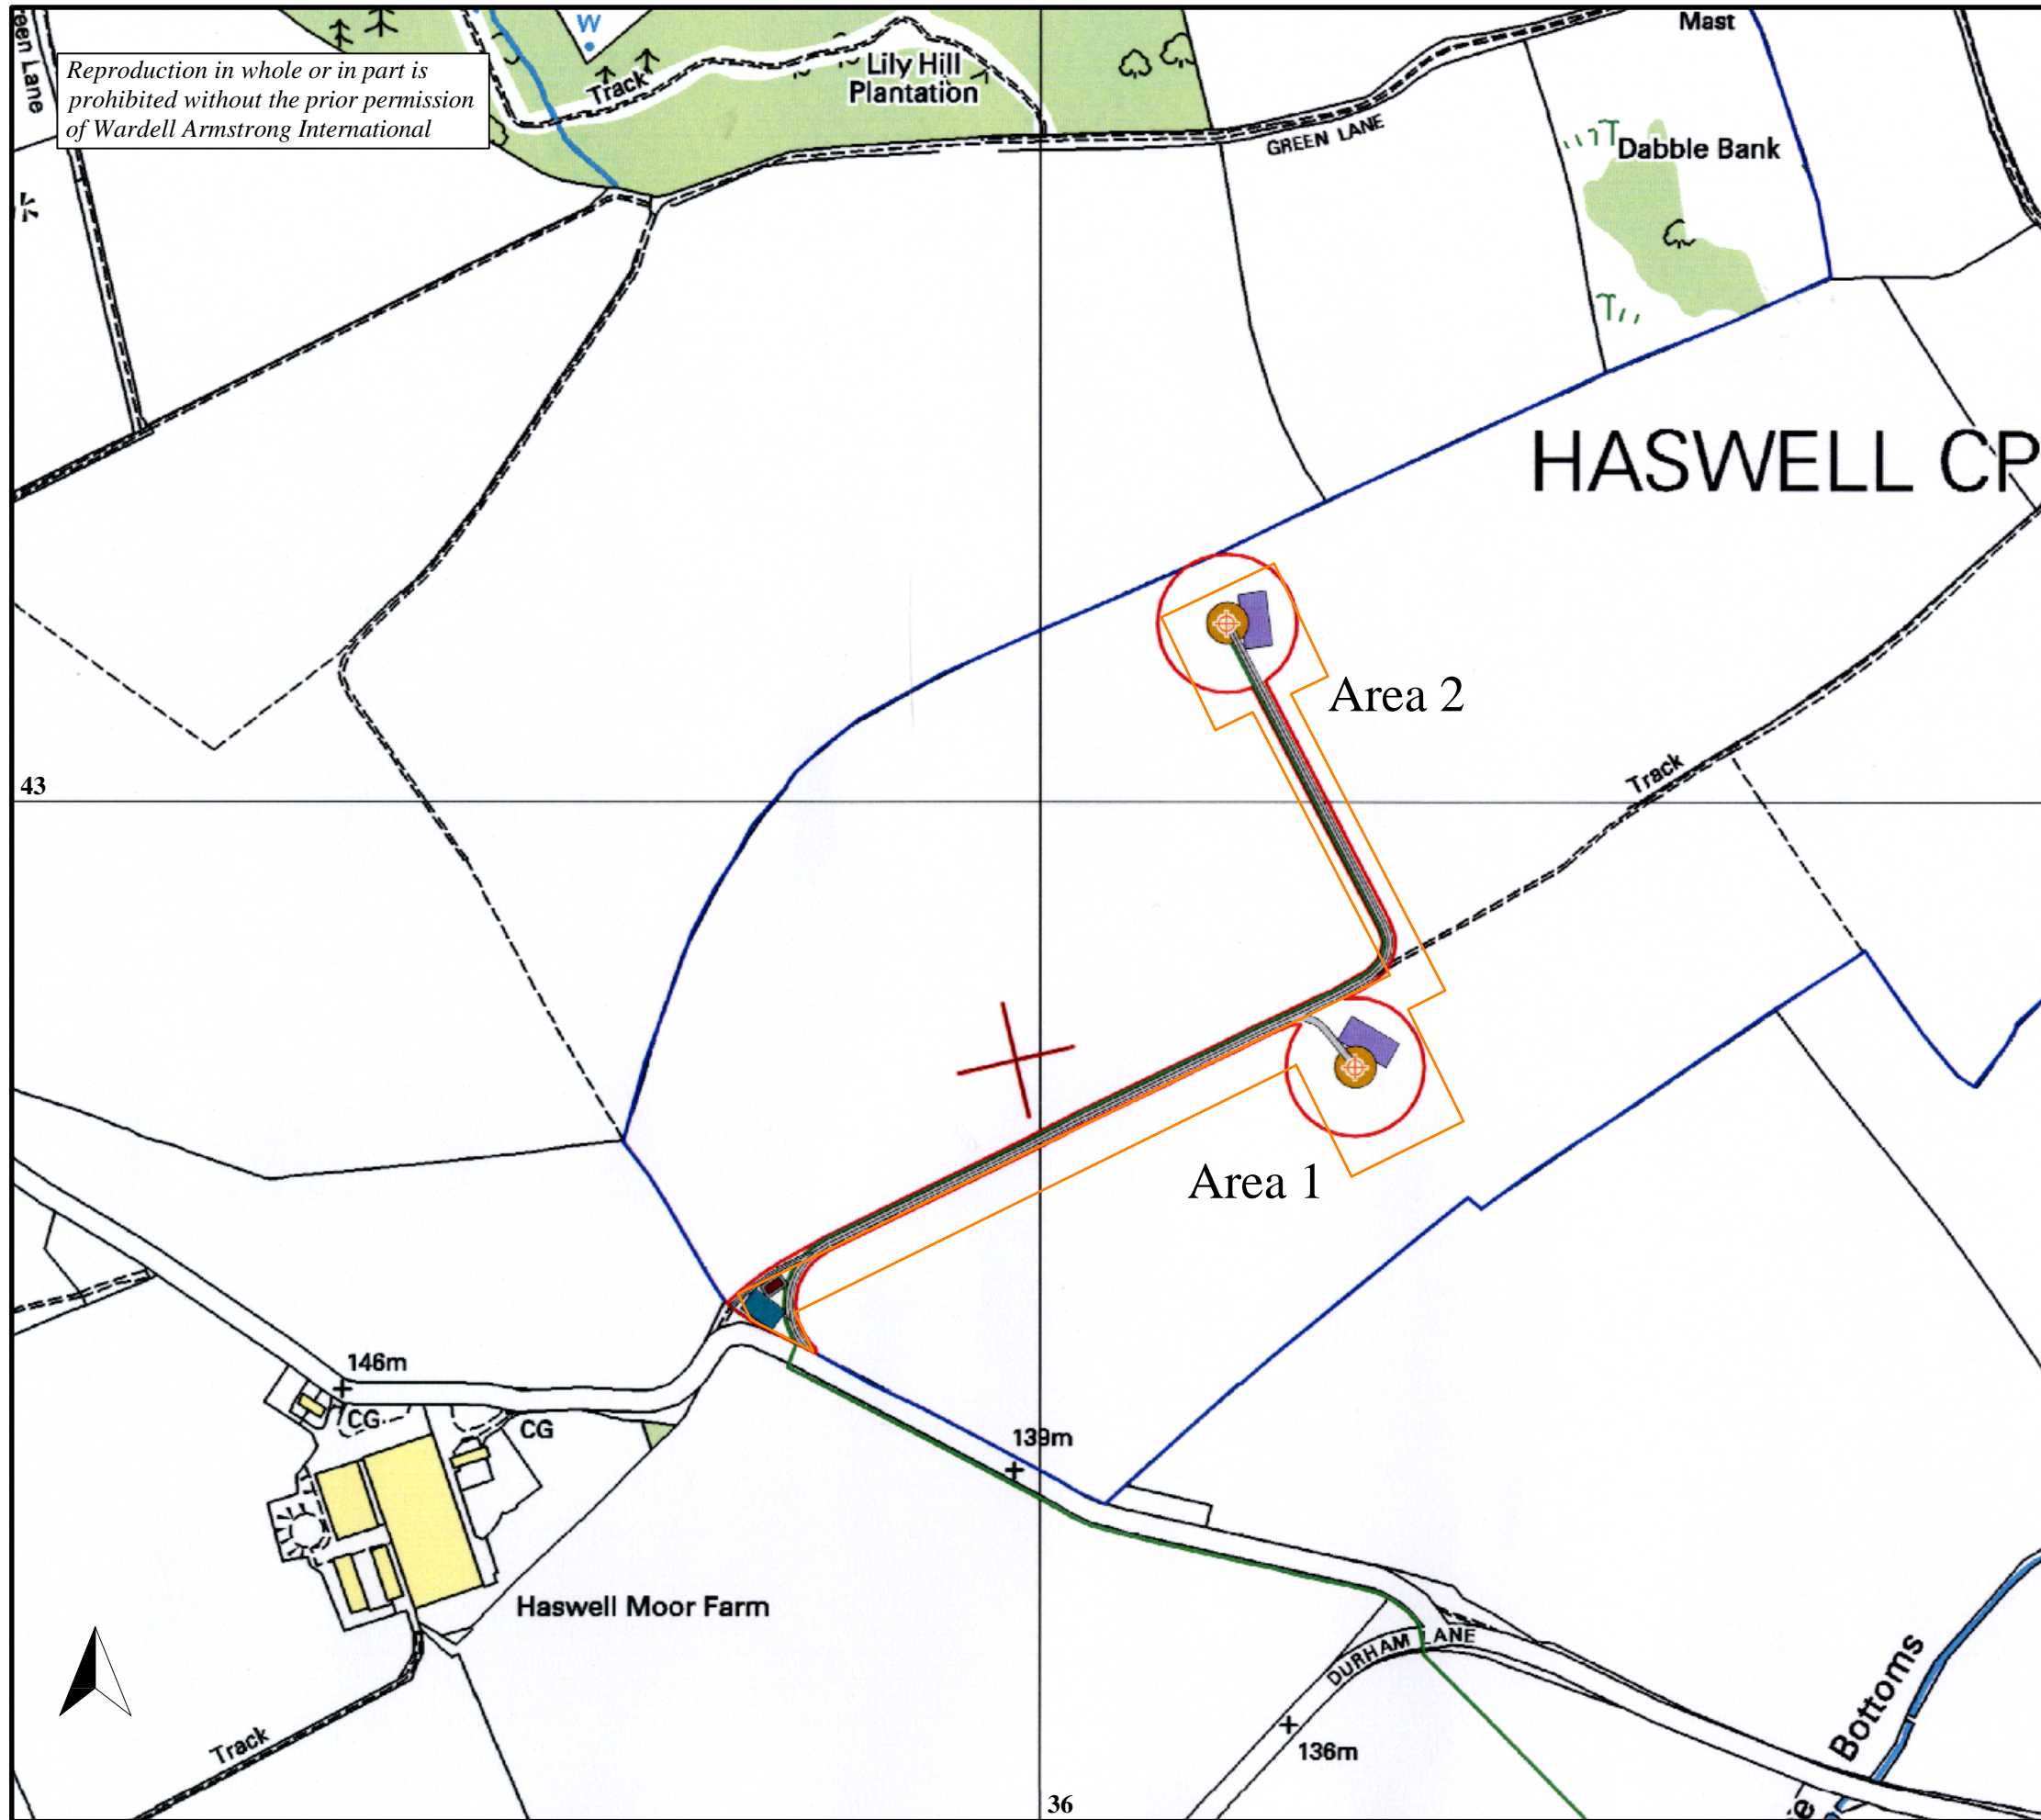 W
Mast
een Lane
Reproduction in whole or in part is
prohibited without the prior permission
of Wardell Armstrong International
Track
Lily Hill
Plantation
GREEN LANE
Dabble Bank
HASWELL CP
Area 2
Track
43
Area 1
146m
CG
CG
139m
Haswell Moor Farm
DURHAM LANE
Bottoms
136m
Track
36